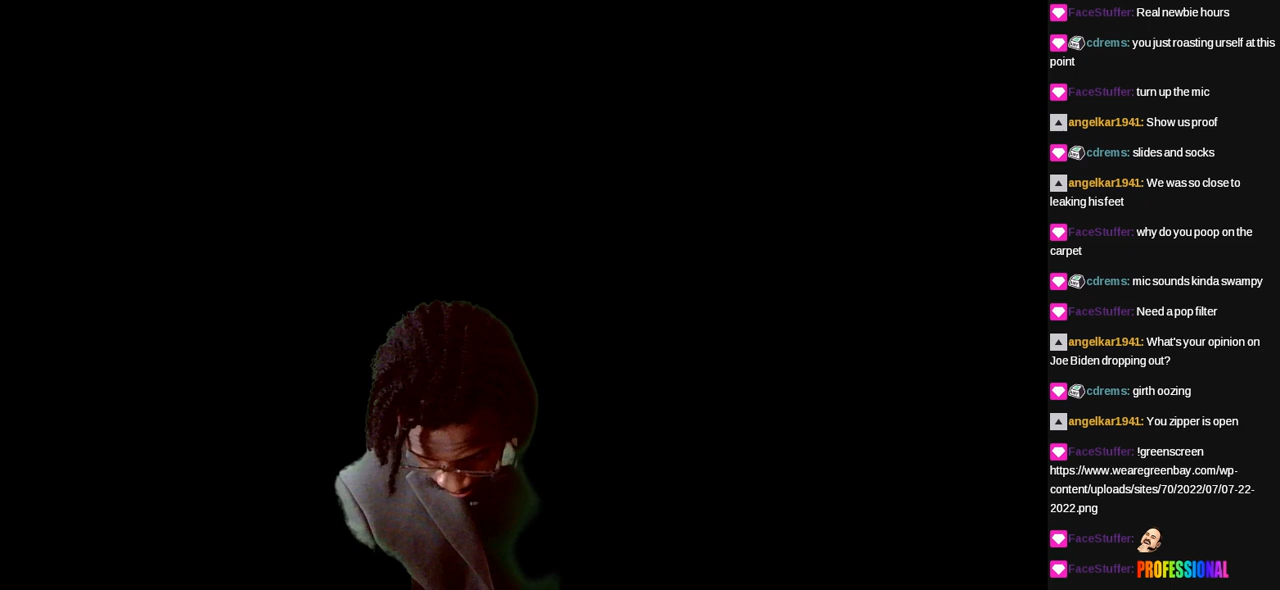 FaceStuffer: Real newbie hours
cdrems: you just roasting urself at this
point
FaceStuffer: turn up the mic
angelkar1941: Show us proof
cdrems: slides and socks
angelkar1941: We was so close to
leaking his feet
FaceStuffer: why do you poop on the
carpet
cdrems: mic sounds kinda swampy
FaceStuffer: Need a pop filter
angelkar1941: What's your opinion on
Joe Biden dropping out?
cdrems: girth oozing
angelkar1941: You zipper is open
FaceStuffer: !greenscreen
https://www.wearegreenbay.com/wp-
content/uploads/sites/70/2022/07/07-22-
2022.png
FaceStuffer:
FaceStuffer: PROFESSIONAL